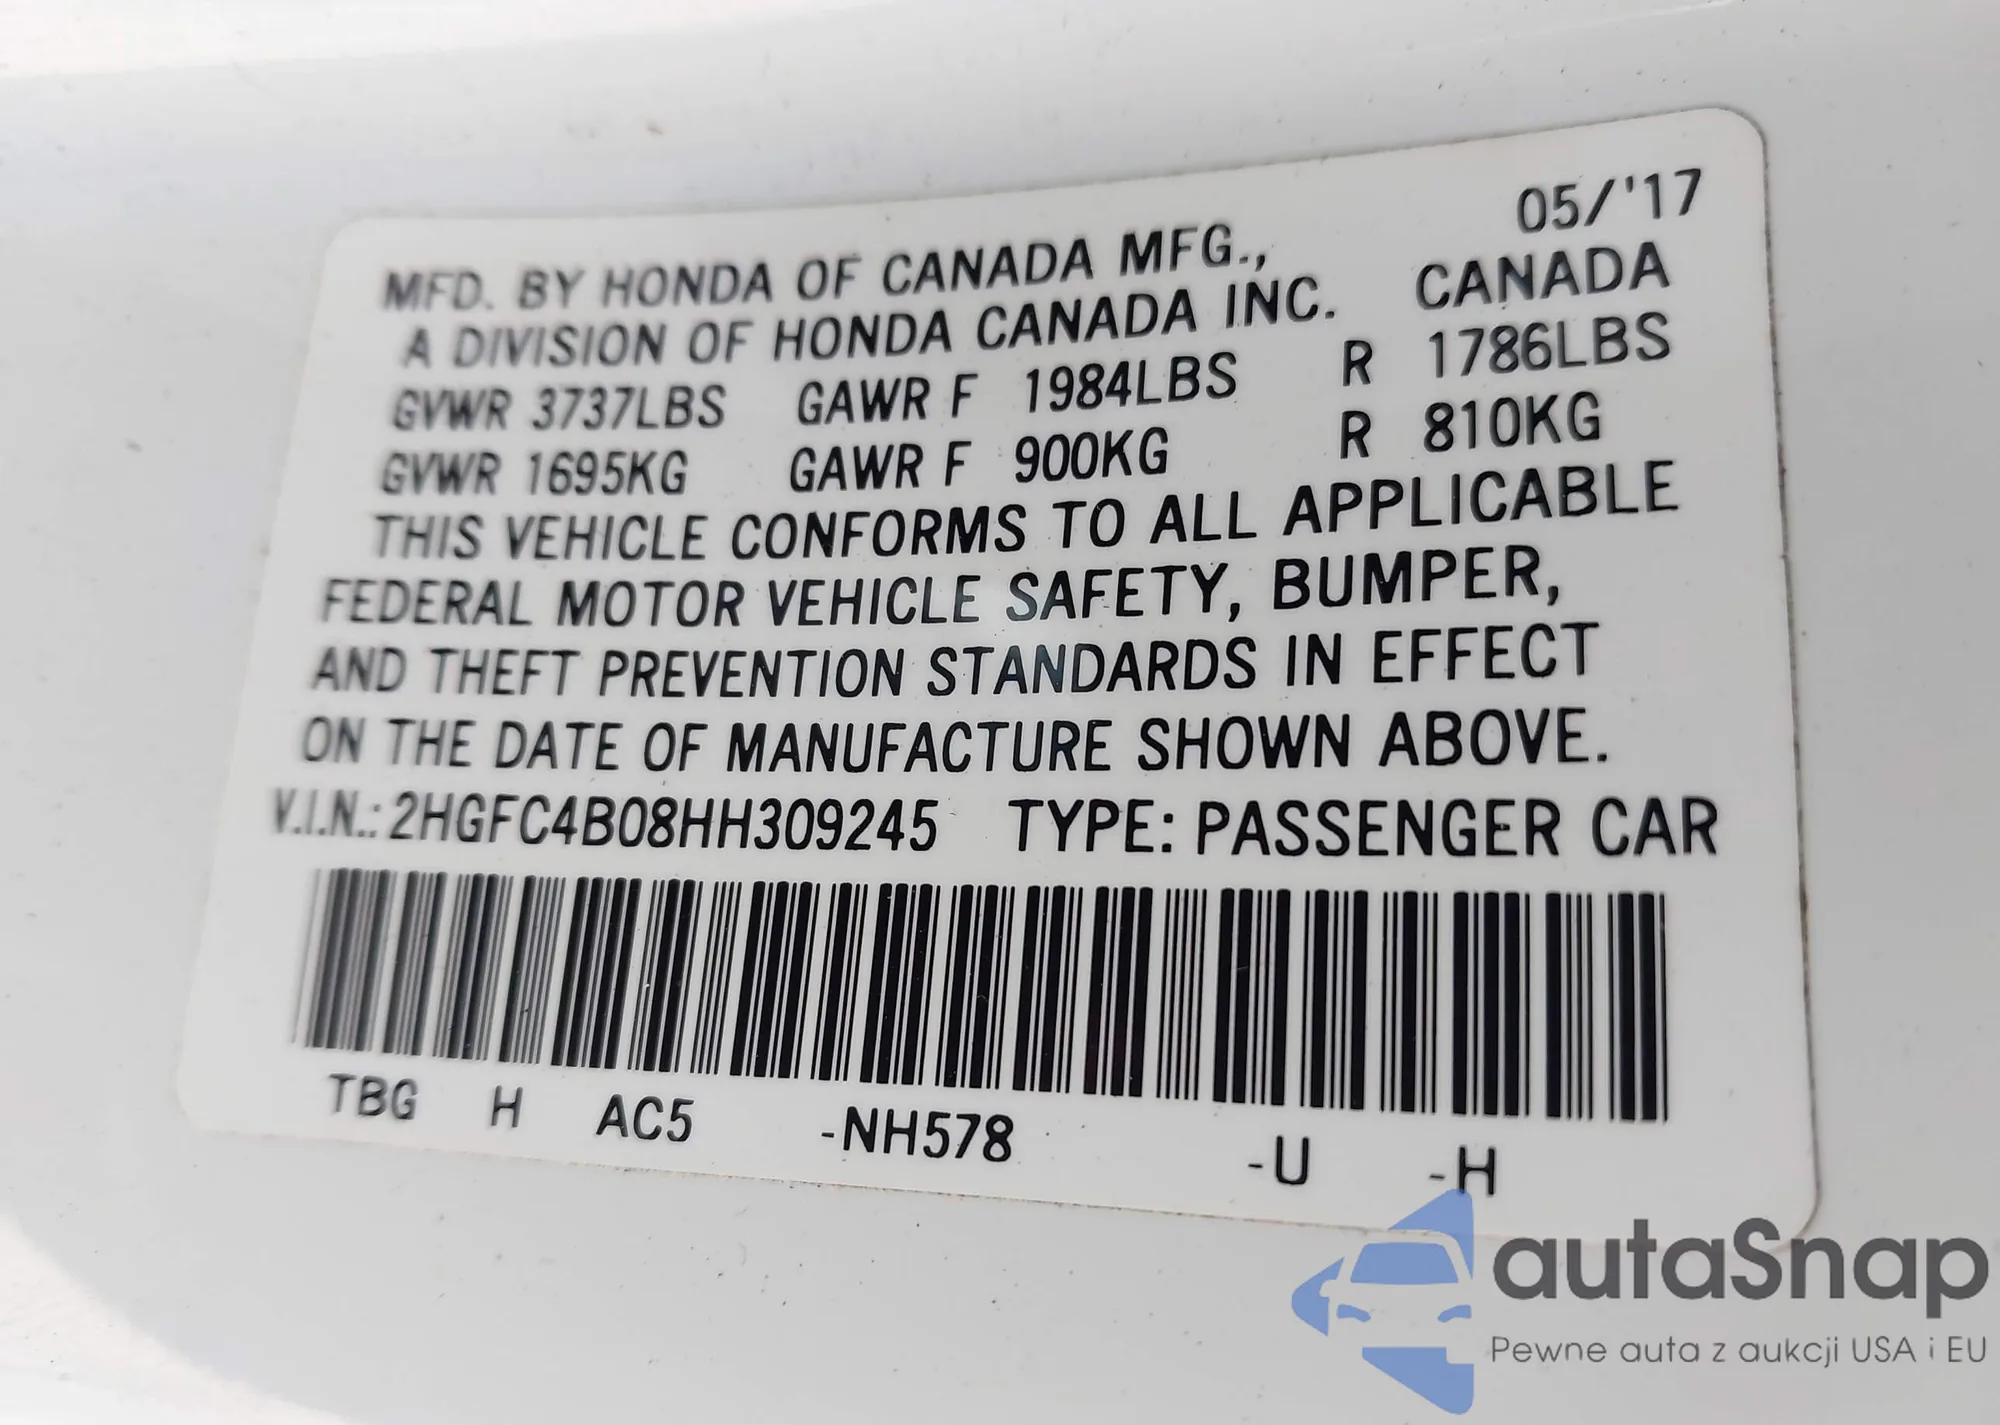 05/'17
MFD. BY HONDA OF CANADA MFG.,
A DIVISION OF HONDA CANADA INC. CANADA
GVWR 3737LBS GAWR F 1984LBS R 1786LBS
GVWR 1695KG GAWR F 900KG R 810KG
THIS VEHICLE CONFORMS TO ALL APPLICABLE
FEDERAL MOTOR VEHICLE SAFETY, BUMPER,
AND THEFT PREVENTION STANDARDS IN EFFECT
ON THE DATE OF MANUFACTURE SHOWN ABOVE.
V.I.N.: 2HGFC4B08HH309245 TYPE: PASSENGER CAR
TBG H AC5 -NH578 -U -H
autaSnap
Pewne auta z aukcji USA i EU